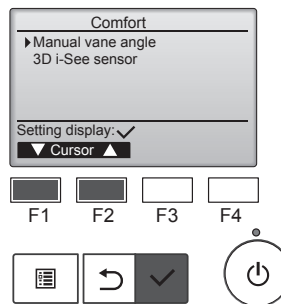 Comfort
Manual vane angle
3D i-See sensor
Setting display:✓
▼ Cursor ▲
F1 F2 F3 F4